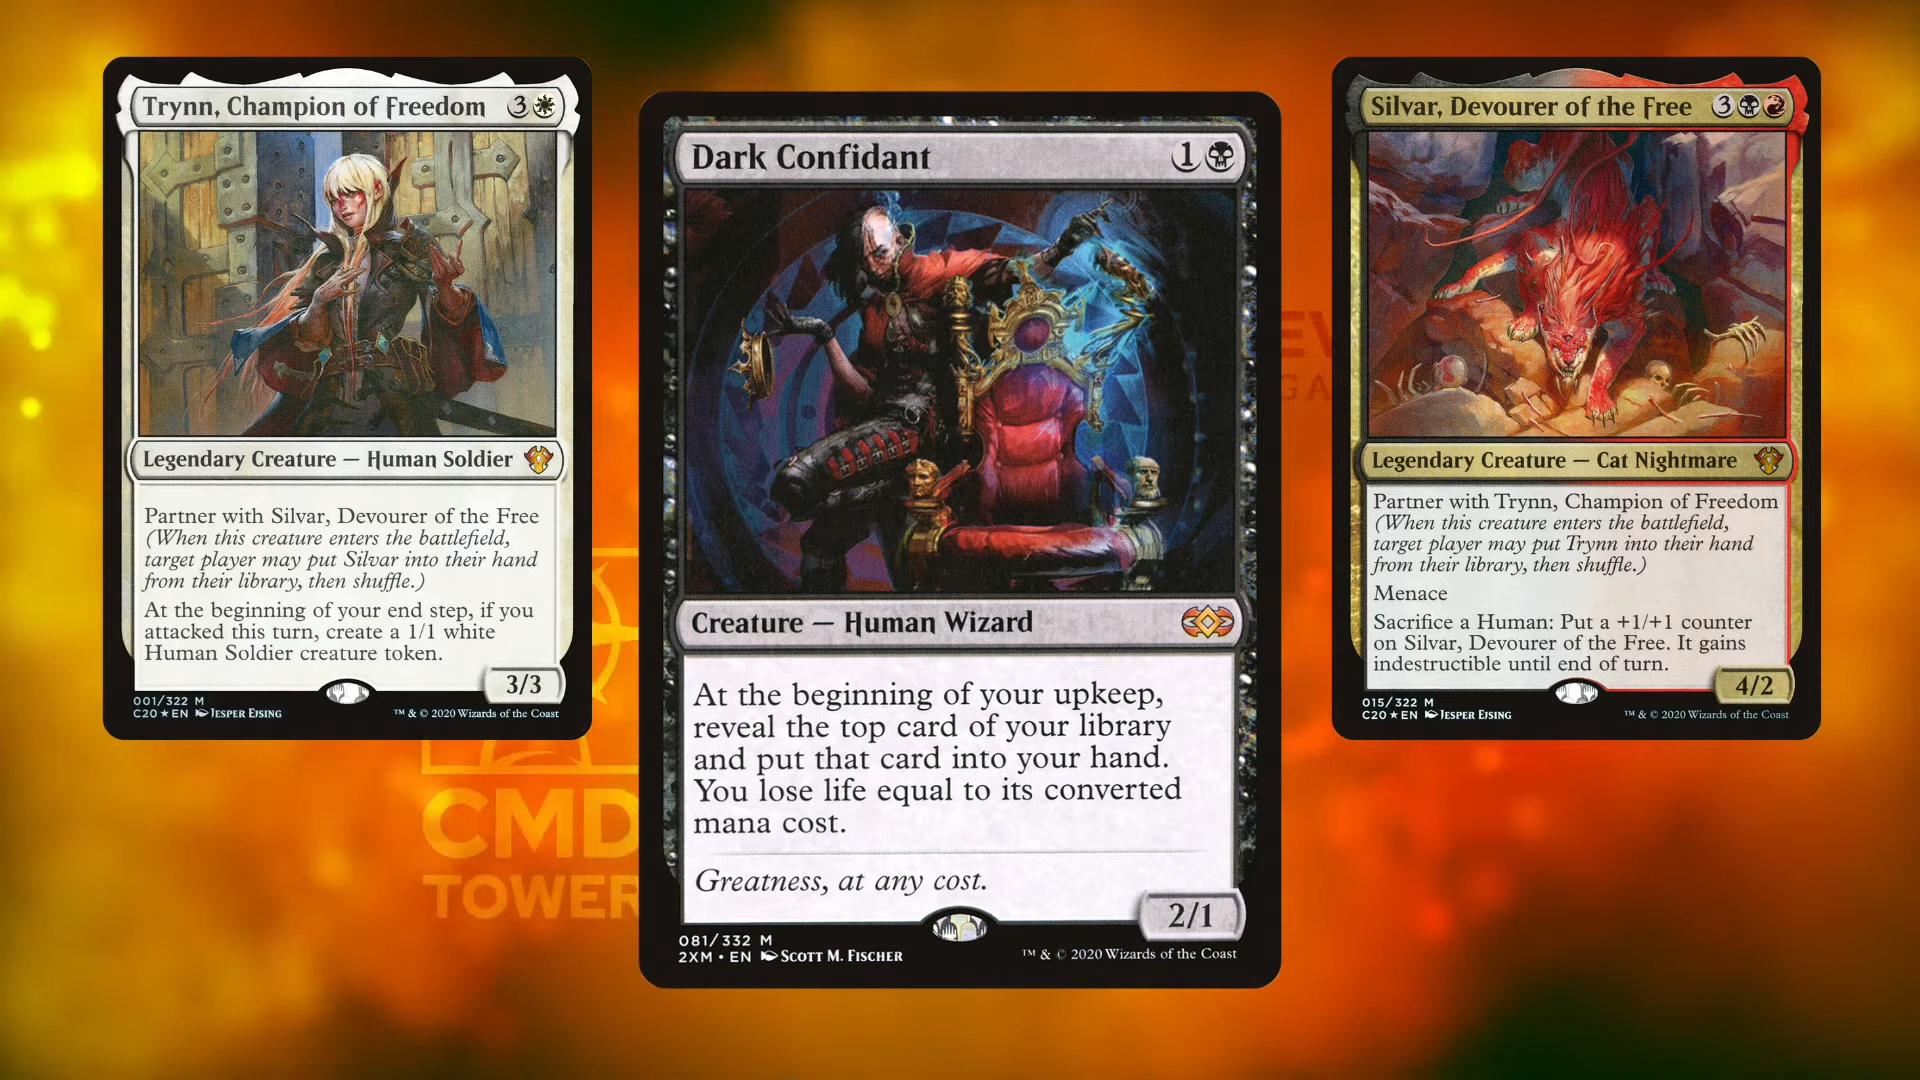 Trynn, Champion of Freedom 3
Legendary Creature — Human Soldier
Partner with Silvar, Devourer of the Free
(When this creature enters the battlefield,
target player may put Silvar into their hand
from their library, then shuffle.)
At the beginning of your end step, if you
attacked this turn, create a 1/1 white
Human Soldier creature token.
3/3
001/322 M
C20 ★ EN JESPER EJSING
™ & © 2020 Wizards of the Coast
Dark Confidant 1
Creature — Human Wizard
At the beginning of your upkeep,
reveal the top card of your library
and put that card into your hand.
You lose life equal to its converted
mana cost.
Greatness, at any cost.
2/1
081/332 M
2XM • EN SCOTT M. FISCHER
™ & © 2020 Wizards of the Coast
Silvar, Devourer of the Free 3
Legendary Creature — Cat Nightmare
Partner with Trynn, Champion of Freedom
(When this creature enters the battlefield,
target player may put Trynn into their hand
from their library, then shuffle.)
Menace
Sacrifice a Human: Put a +1/+1 counter
on Silvar, Devourer of the Free. It gains
indestructible until end of turn.
4/2
015/322 M
C20 ★ EN JESPER EJSING
™ & © 2020 Wizards of the Coast
CMD
TOWER